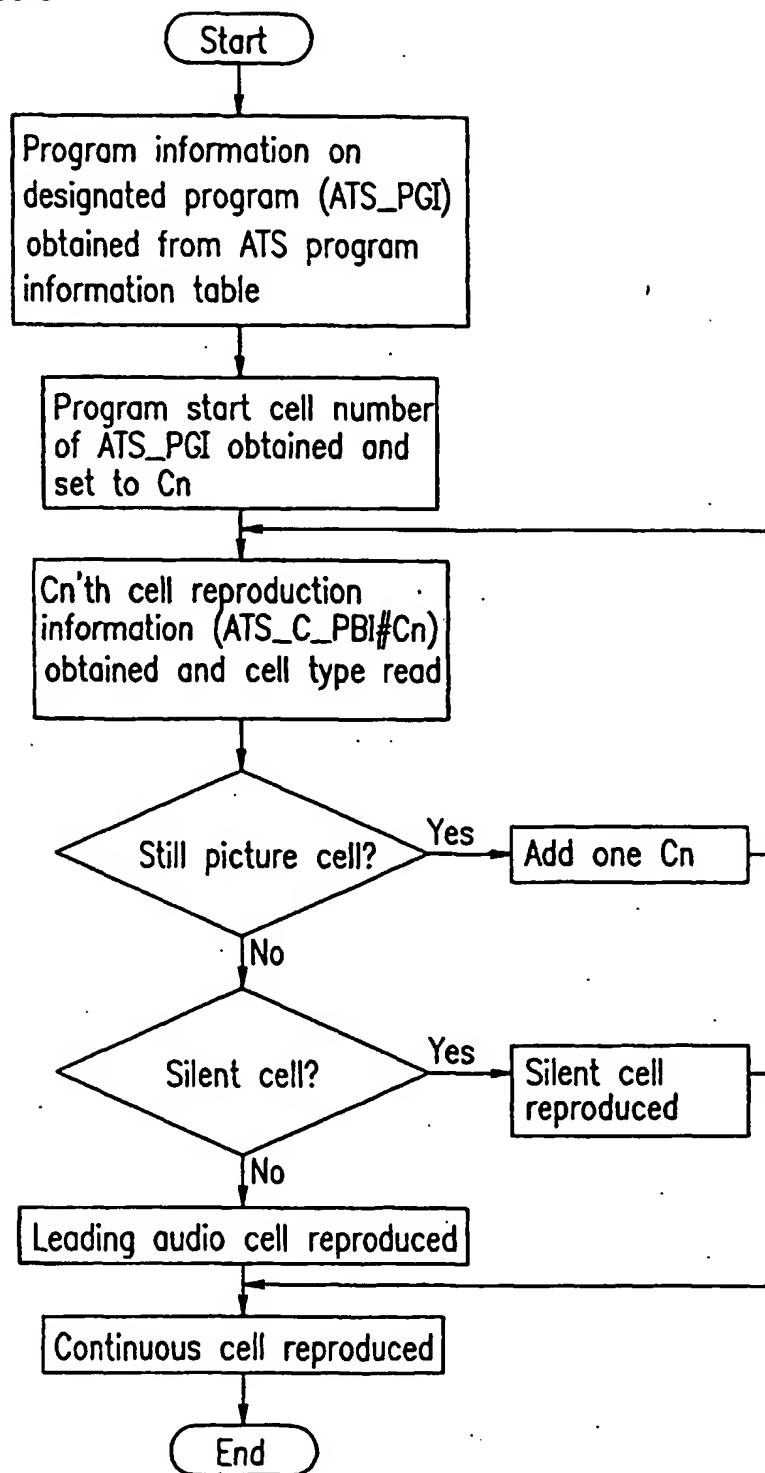 Start
Program information on
designated program (ATS_PGI)
obtained from ATS program
information table
Program start cell number
of ATS_PGI obtained and
set to Cn
Cn'th cell reproduction
information (ATS_C_PBI#Cn)
obtained and cell type read
Still picture cell?
Yes
Add one Cn
No
Silent cell?
Yes
Silent cell
reproduced
No
Leading audio cell reproduced
Continuous cell reproduced
End